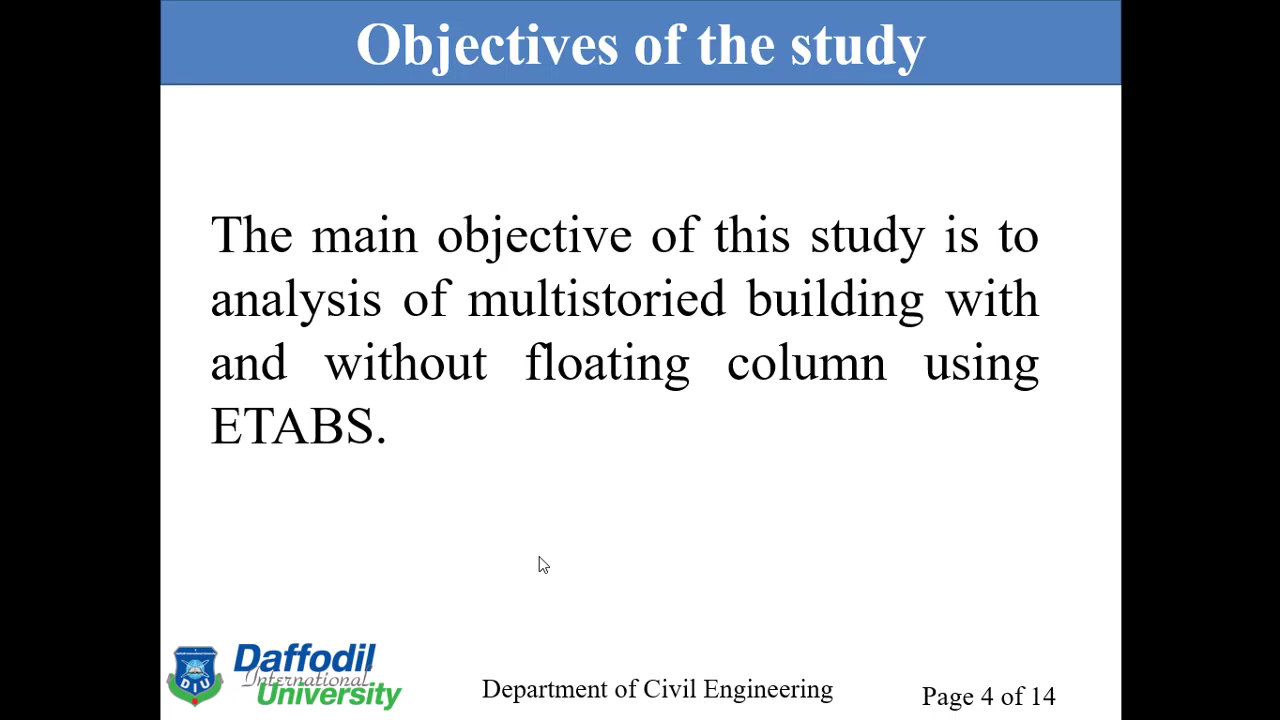 Objectives of the study
The main objective of this study is to
analysis of multistoried building with
and without floating column using
ETABS.
DIU
Daffodil
International
University
Department of Civil Engineering
Page 4 of 14